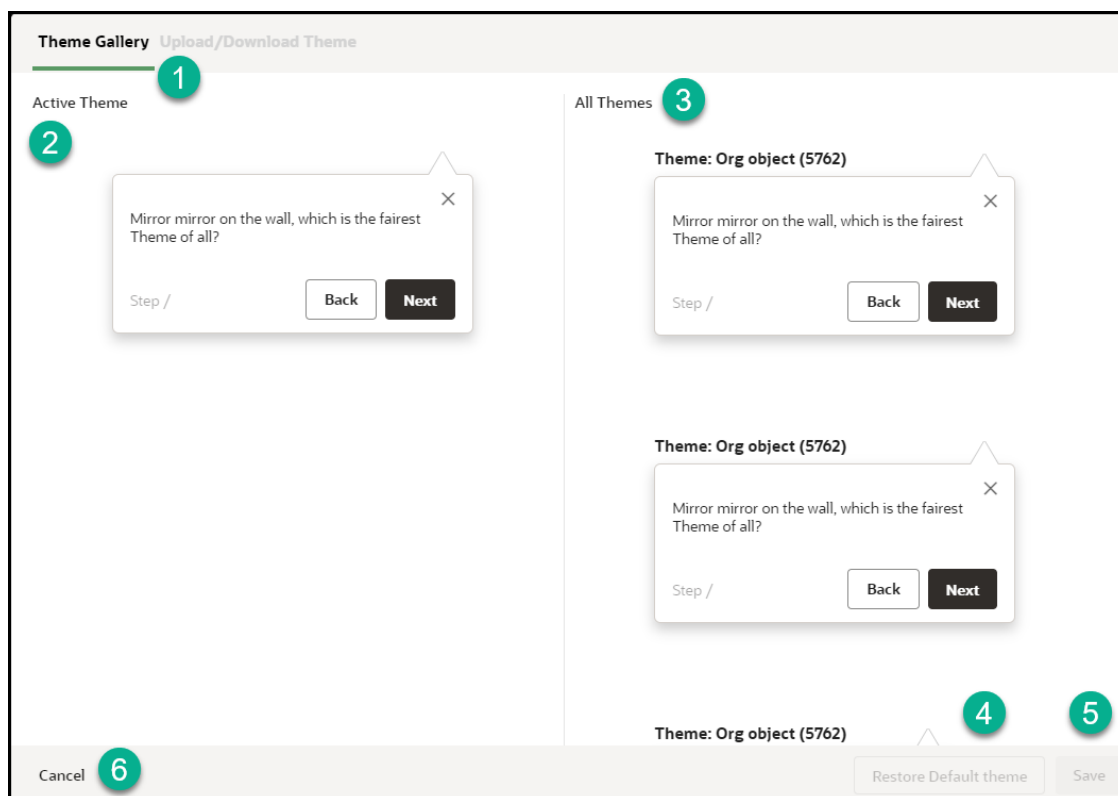 Theme Gallery Upload/Download Theme
1
Active Theme
2
Mirror mirror on the wall, which is the fairest
Theme of all?
Step /
Back
Next
All Themes
3
Theme: Org object (5762)
Mirror mirror on the wall, which is the fairest
Theme of all?
Step /
Back
Next
Theme: Org object (5762)
Mirror mirror on the wall, which is the fairest
Theme of all?
Step /
Back
Next
Theme: Org object (5762)
4
5
Cancel
6
Restore Default theme
Save